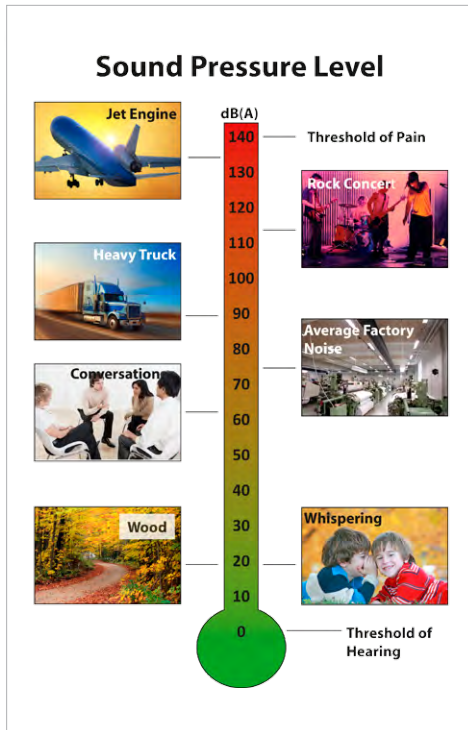 Sound Pressure Level
Jet Engine
dB(A)
140
Threshold of Pain
130
Rock Concert
120
110
Heavy Truck
100
90
Average Factory
Noise
80
Conversations
70
60
50
40
30
Wood
Whispering
20
10
0
Threshold of
Hearing